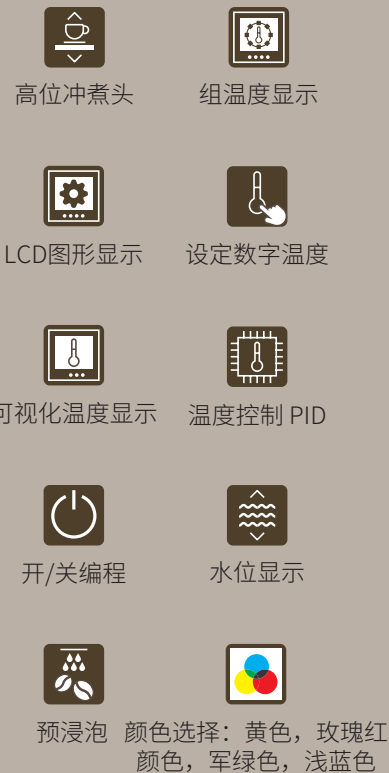 高位冲煮头
组温度显示
LCD图形显示
设定数字温度
可视化温度显示
温度控制 PID
开/关编程
水位显示
预浸泡
颜色选择：黄色，玫瑰红
颜色，军绿色，浅蓝色